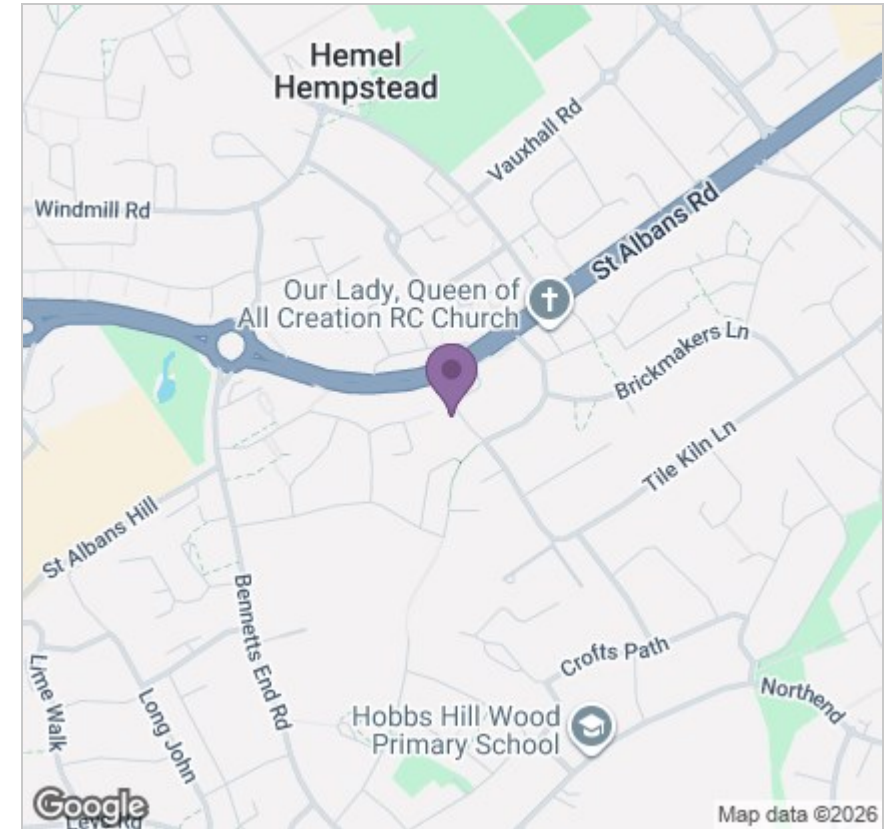 Hemel
Hempstead
Vauxhall Rd
Windmill Rd
St Albans Rd
Our Lady, Queen of
All Creation RC Church
Brickmakers Ln
Tile Kiln Ln
St Albans Hill
Bennetts End Rd
Crofts Path
Lime Walk
Long John
Northend
Hobbs Hill Wood
Primary School
Google
Map data ©2026